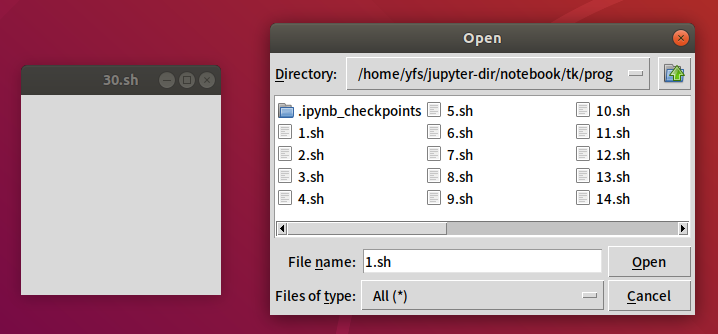 30.sh
Open
Directory: /home/yfs/jupyter-dir/notebook/tk/prog
.ipynb_checkpoints 5.sh 10.sh
1.sh 6.sh 11.sh
2.sh 7.sh 12.sh
3.sh 8.sh 13.sh
4.sh 9.sh 14.sh
File name: 1.sh Open
Files of type: All (*) Cancel